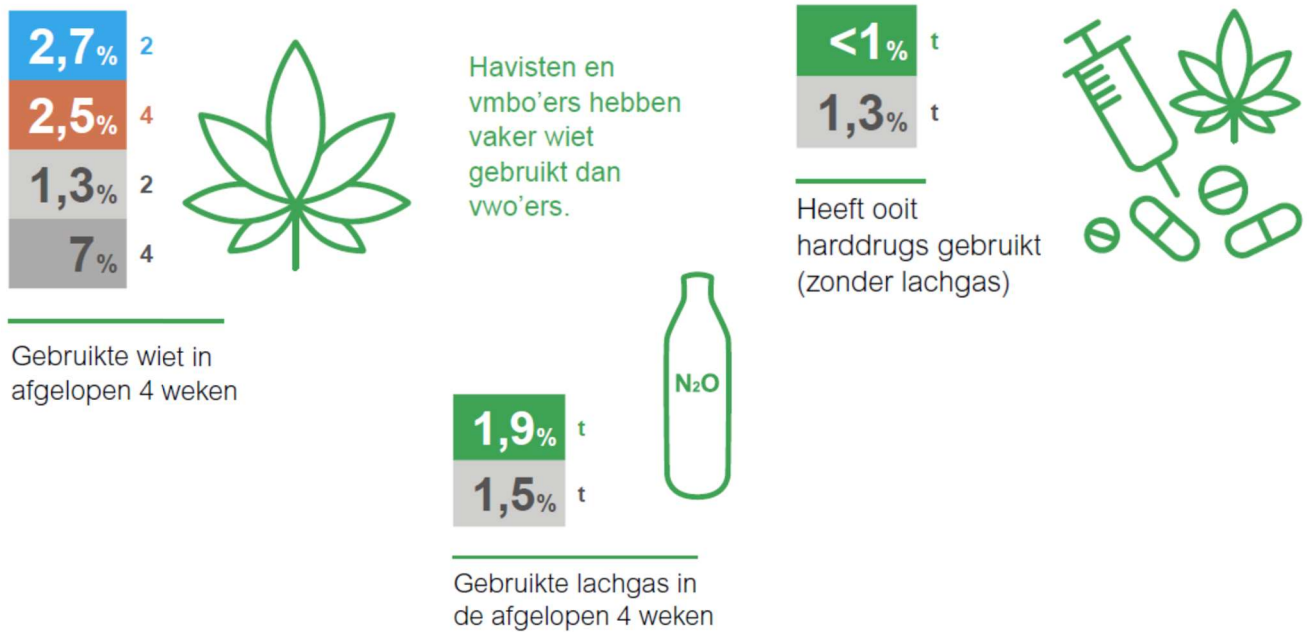 2,7% 2
2,5% 4
1,3% 2
7% 4
Gebruikte wiet in
afgelopen 4 weken
Havisten en
vmbo'ers hebben
vaker wiet
gebruikt dan
vwo'ers.
N₂O
1,9% t
1,5% t
Gebruikte lachgas in
de afgelopen 4 weken
<1% t
1,3% t
Heeft ooit
harddrugs gebruikt
(zonder lachgas)